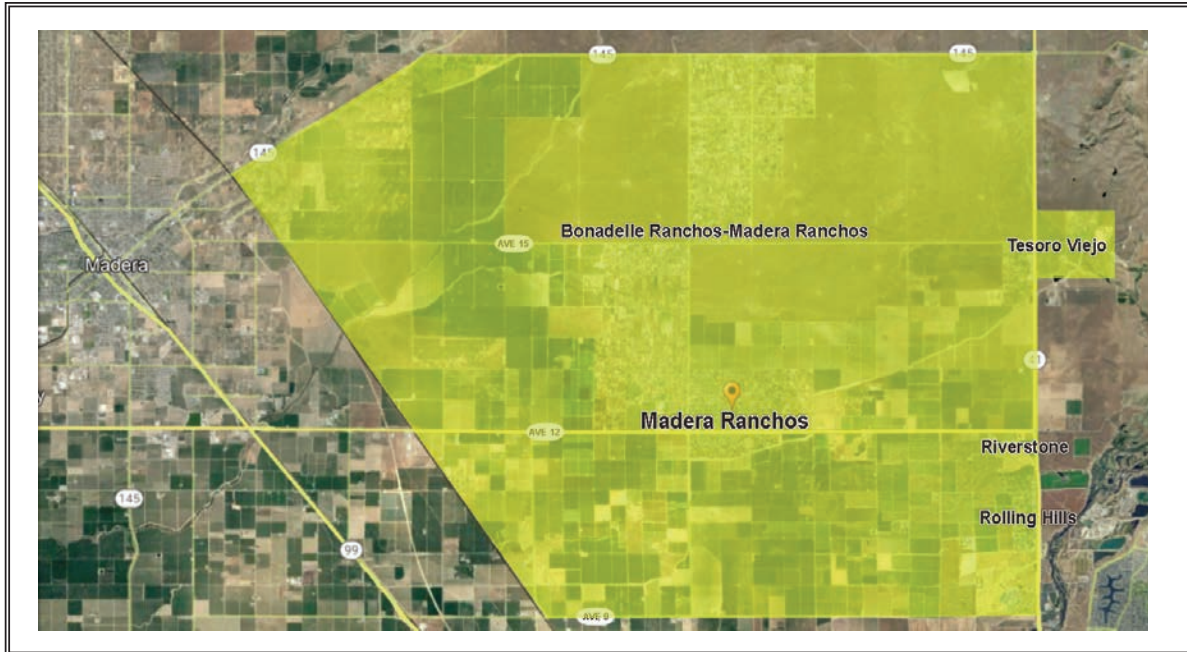 145
145
145
Bonadelle Ranchos-Madera Ranchos
AVE 15
Tesoro Viejo
Madera
41
Madera Ranchos
AVE 12
Riverstone
145
Rolling Hills
99
AVE 9